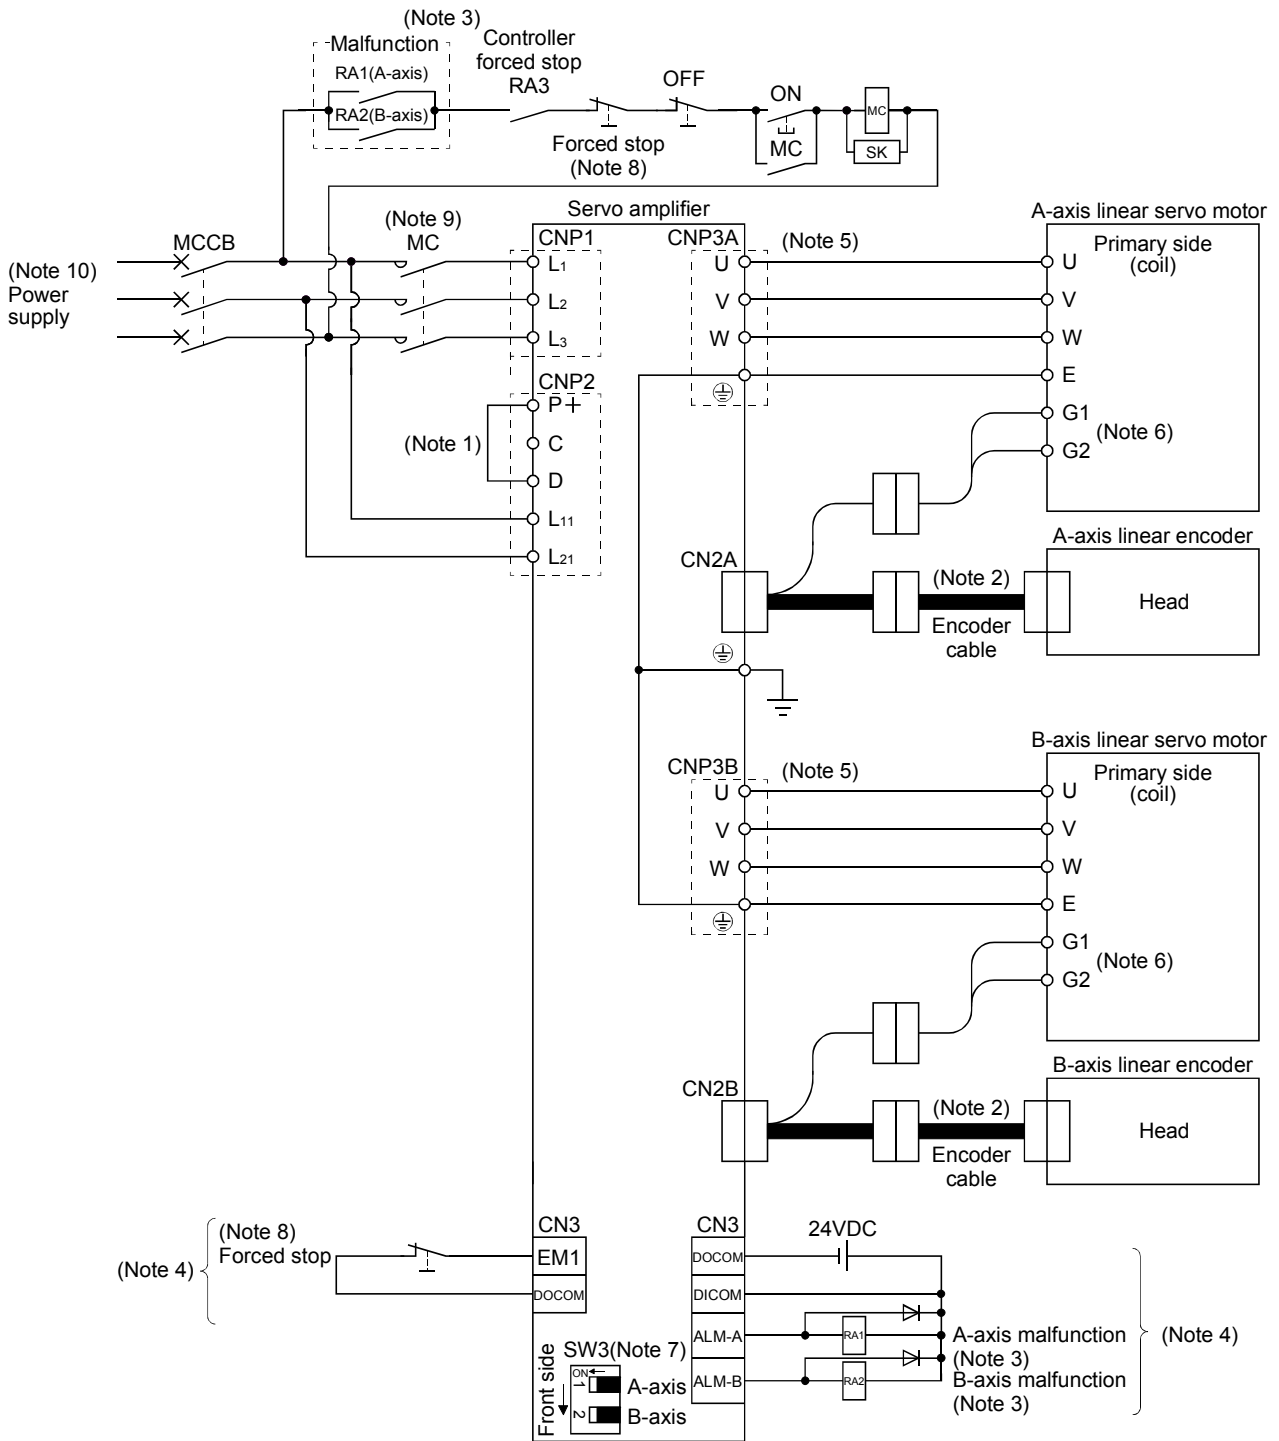 (Note 3)
Malfunction
RA1(A-axis)
RA2(B-axis)
Controller
forced stop
RA3
OFF
ON
MC
SK
Forced stop
(Note 8)
MC
(Note 10)
Power
supply
MCCB
(Note 9)
MC
Servo amplifier
CNP1
L1
L2
L3
CNP2
P+
C
D
L11
L21
(Note 1)
CNP3A
U
V
W
(Note 5)
A-axis linear servo motor
Primary side
(coil)
U
V
W
E
G1
G2
(Note 6)
CN2A
(Note 2)
Encoder
cable
A-axis linear encoder
Head
CNP3B
U
V
W
(Note 5)
B-axis linear servo motor
Primary side
(coil)
U
V
W
E
G1
G2
(Note 6)
CN2B
(Note 2)
Encoder
cable
B-axis linear encoder
Head
(Note 4)
(Note 8)
Forced stop
CN3
EM1
DOCOM
CN3
DOCOM
DICOM
ALM-A
ALM-B
24VDC
RA1
RA2
A-axis malfunction
(Note 3)
B-axis malfunction
(Note 3)
(Note 4)
SW3(Note 7)
Front side
ON
1
2
A-axis
B-axis